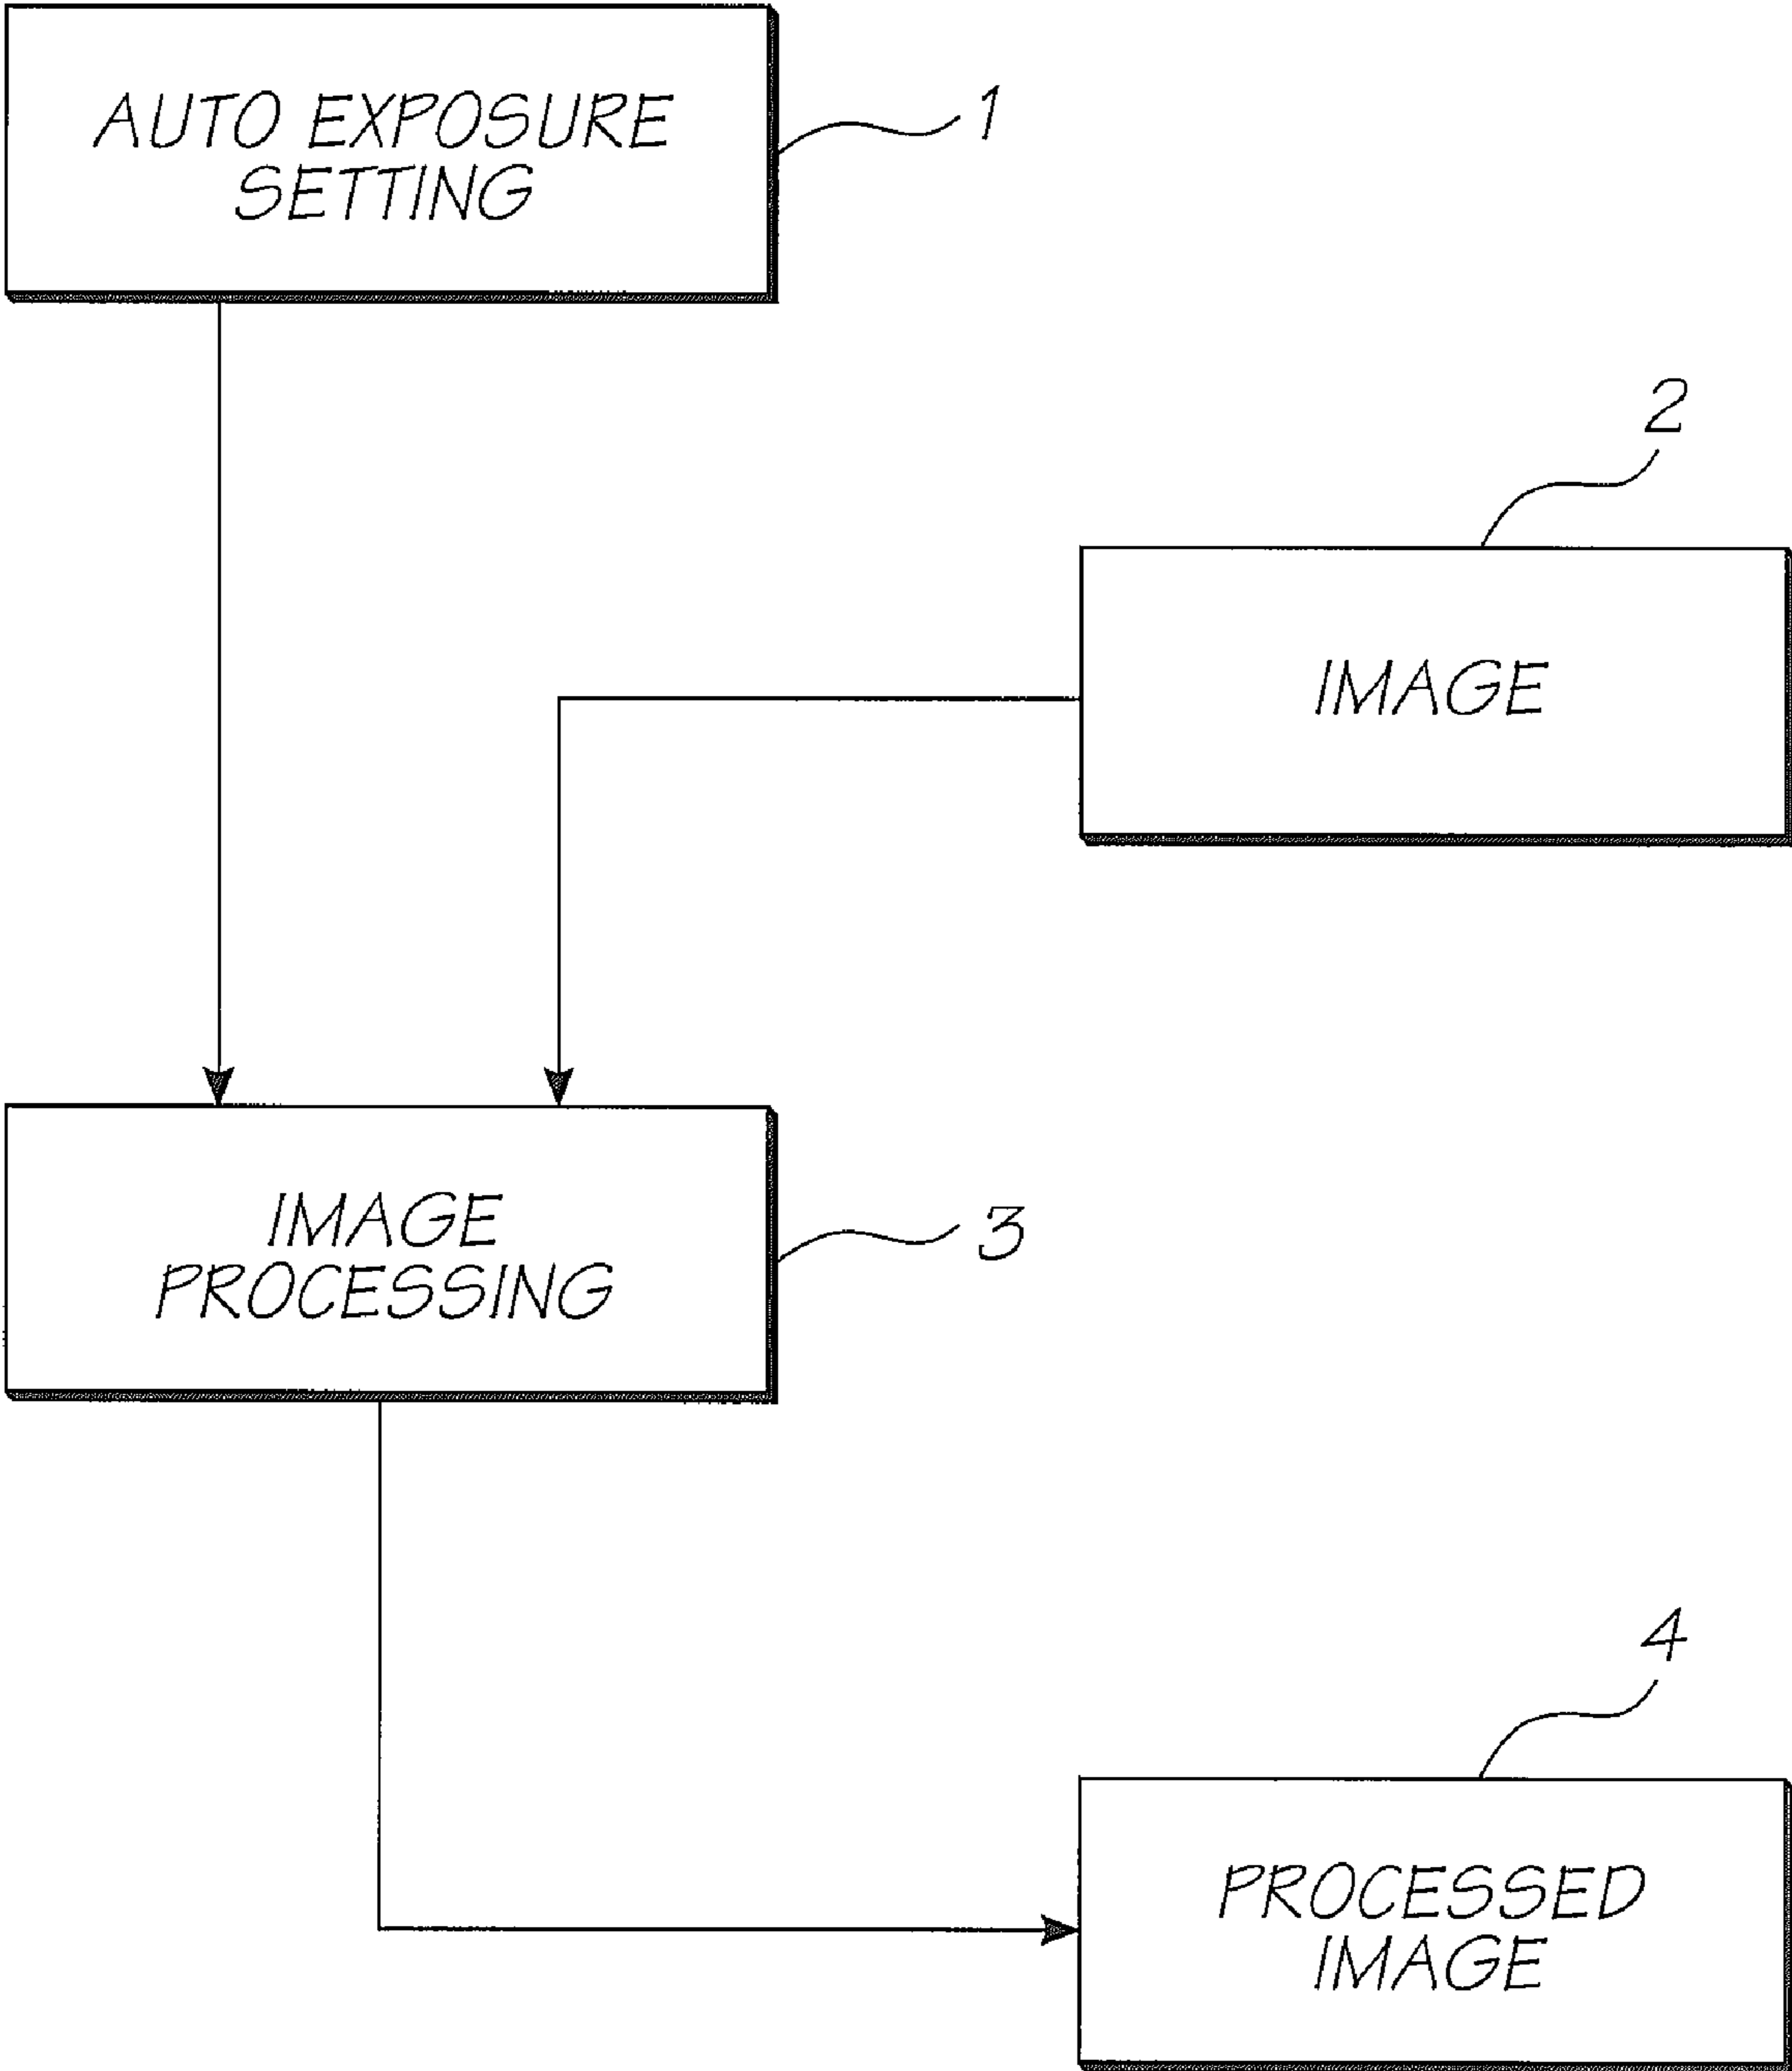 AUTO EXPOSURE
SETTING
1
2
IMAGE
IMAGE
PROCESSING
3
4
PROCESSED
IMAGE